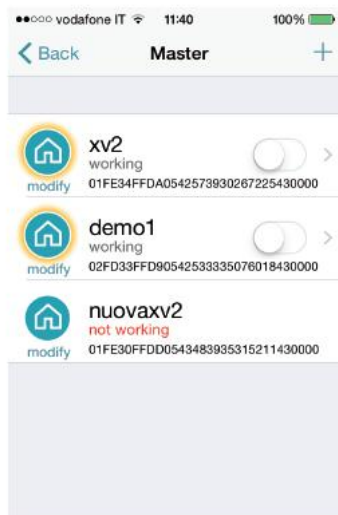 vodafone IT 11:40 100%
Back Master +
xv2
working
modify 01FE34FFDA0542573930267225430000
demo1
working
modify 02FD33FFD90542533335076018430000
nuovaxv2
not working
modify 01FE30FFDD0543483935315211430000